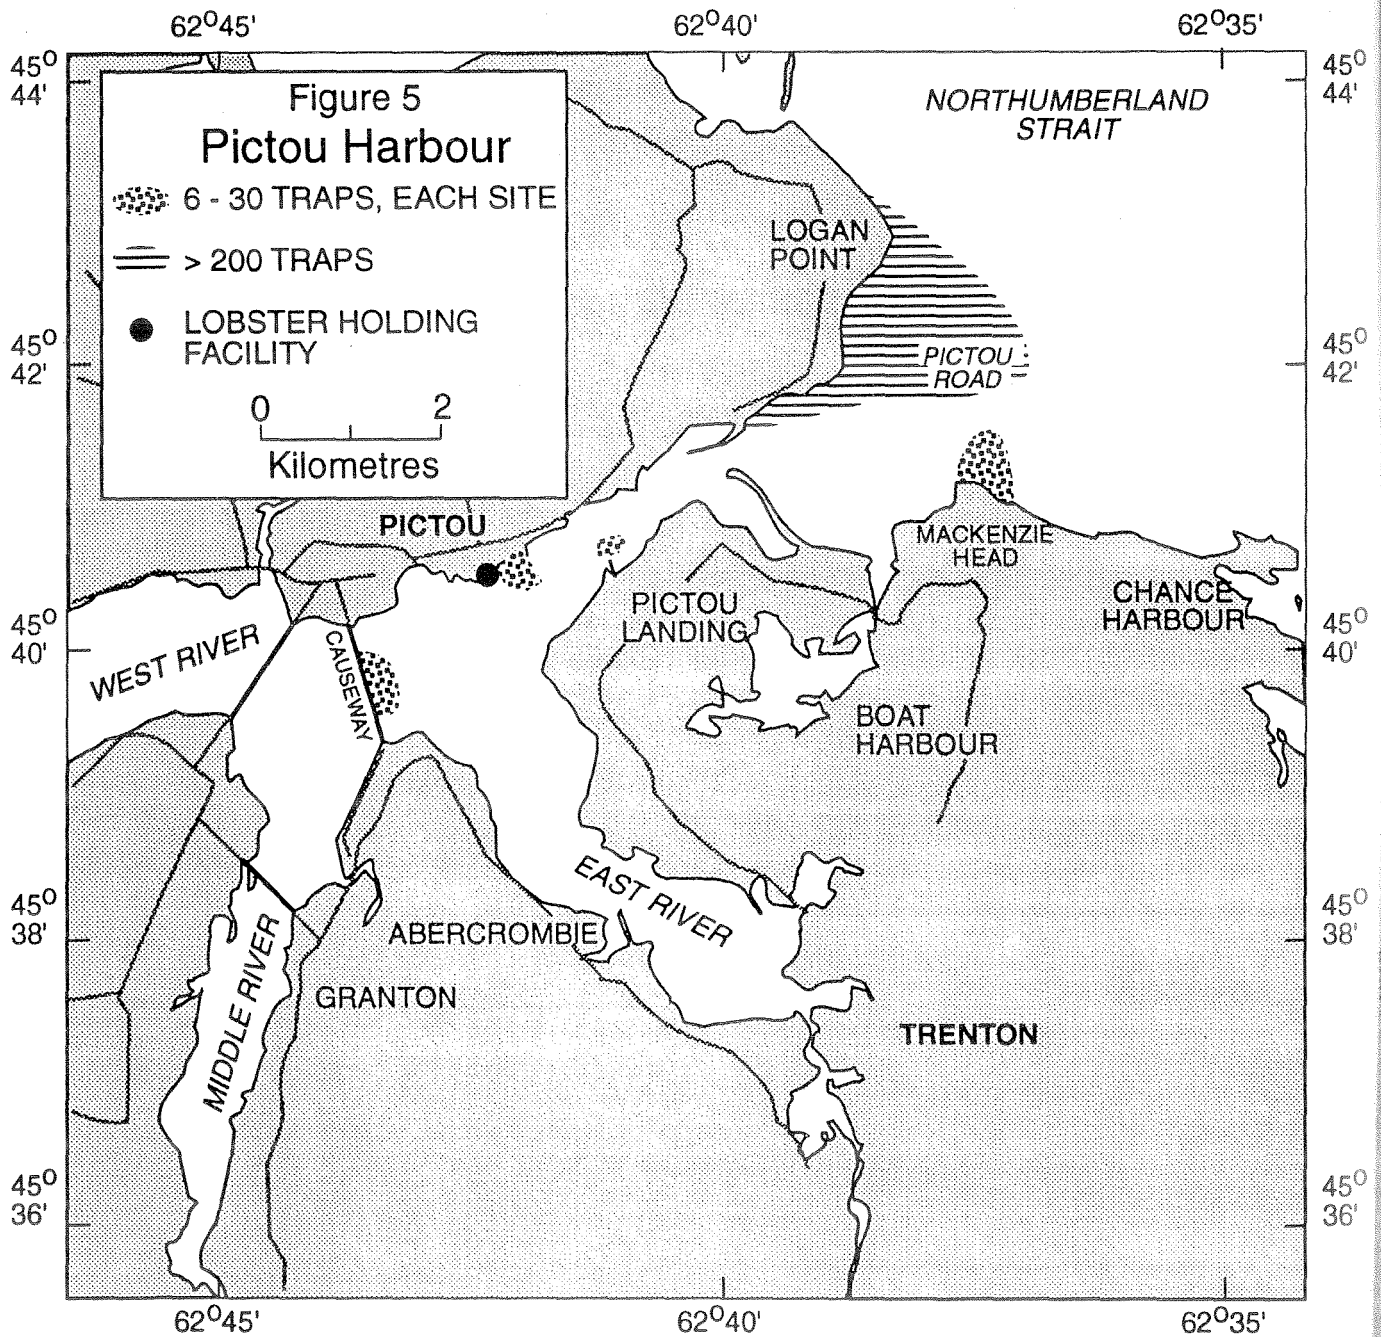 62°45'
62°40'
62°35'
45°
44'
45°
44'
Figure 5
Pictou Harbour
6 - 30 TRAPS, EACH SITE
> 200 TRAPS
LOBSTER HOLDING
FACILITY
0 2
Kilometres
NORTHUMBERLAND
STRAIT
LOGAN
POINT
45°
42'
PICTOU
ROAD
45°
42'
PICTOU
MACKENZIE
HEAD
CHANCE
HARBOUR
PICTOU
LANDING
45°
40'
WEST RIVER
CAUSEWAY
45°
40'
BOAT
HARBOUR
EAST RIVER
45°
38'
ABERCROMBIE
45°
38'
MIDDLE RIVER
GRANTON
TRENTON
45°
36'
45°
36'
62°45'
62°40'
62°35'